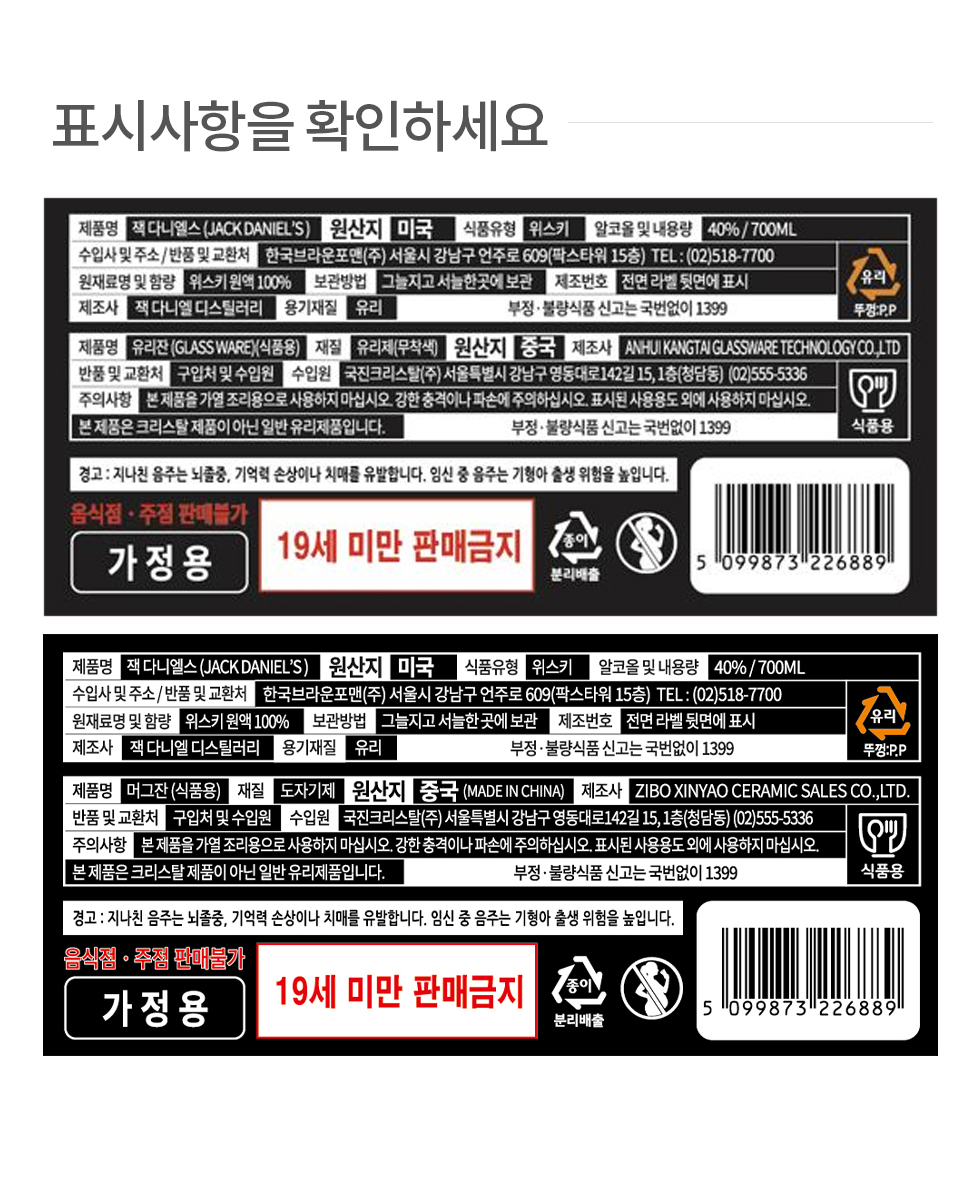 표시사항을 확인하세요
제품명 잭 다니엘스 (JACK DANIEL'S ) 원산지 미국 식품유형 위스키 알코올 및 내용량 40% / 700ML
수입사 및 주소 / 반품 및 교환처 한국브라운포맨(주) 서울시 강남구 언주로 609(팍스타워 15층) TEL : (02)518-7700
원재료명 및 함량 위스키 원액 100% 보관방법 그늘지고 서늘한곳에 보관 제조번호 전면 라벨 뒷면에 표시
유리
제조사 잭 다니엘 디스틸러리 용기재질 유리 부정·불량식품 신고는 국번없이 1399
뚜껑:P.P
제품명 유리잔 (GLASS WARE)(식품용) 재질 유리제(무착색) 원산지 중국 제조사 ANHUI KANGTAI GLASSWARE TECHNOLOGY CO.,LTD
반품 및 교환처 구입처 및 수입원 수입원 국진크리스탈(주) 서울특별시 강남구 영동대로142길 15, 1층(청담동) (02)555-5336
주의사항 본 제품을 가열 조리용으로 사용하지 마십시오. 강한 충격이나 파손에 주의하십시오. 표시된 사용용도 외에 사용하지 마십시오.
본 제품은 크리스탈 제품이 아닌 일반 유리제품입니다. 부정·불량식품 신고는 국번없이 1399
식품용
경고 : 지나친 음주는 뇌졸중, 기억력 손상이나 치매를 유발합니다. 임신 중 음주는 기형아 출생 위험을 높입니다.
음식점 · 주점 판매불가
가정용
19세 미만 판매금지
종이
분리배출
5 099873 226889
제품명 잭 다니엘스 (JACK DANIEL'S ) 원산지 미국 식품유형 위스키 알코올 및 내용량 40% / 700ML
수입사 및 주소 / 반품 및 교환처 한국브라운포맨(주) 서울시 강남구 언주로 609(팍스타워 15층) TEL : (02)518-7700
원재료명 및 함량 위스키 원액 100% 보관방법 그늘지고 서늘한 곳에 보관 제조번호 전면 라벨 뒷면에 표시
유리
제조사 잭 다니엘 디스틸러리 용기재질 유리 부정·불량식품 신고는 국번없이 1399
뚜껑:P.P
제품명 머그잔 (식품용) 재질 도자기제 원산지 중국 (MADE IN CHINA) 제조사 ZIBO XINYAO CERAMIC SALES CO.,LTD.
반품 및 교환처 구입처 및 수입원 수입원 국진크리스탈(주) 서울특별시 강남구 영동대로142길 15, 1층(청담동) (02)555-5336
주의사항 본 제품을 가열 조리용으로 사용하지 마십시오. 강한 충격이나 파손에 주의하십시오. 표시된 사용용도 외에 사용하지 마십시오.
본 제품은 크리스탈 제품이 아닌 일반 유리제품입니다. 부정·불량식품 신고는 국번없이 1399
식품용
경고 : 지나친 음주는 뇌졸중, 기억력 손상이나 치매를 유발합니다. 임신 중 음주는 기형아 출생 위험을 높입니다.
음식점 · 주점 판매불가
가정용
19세 미만 판매금지
종이
분리배출
5 099873 226889